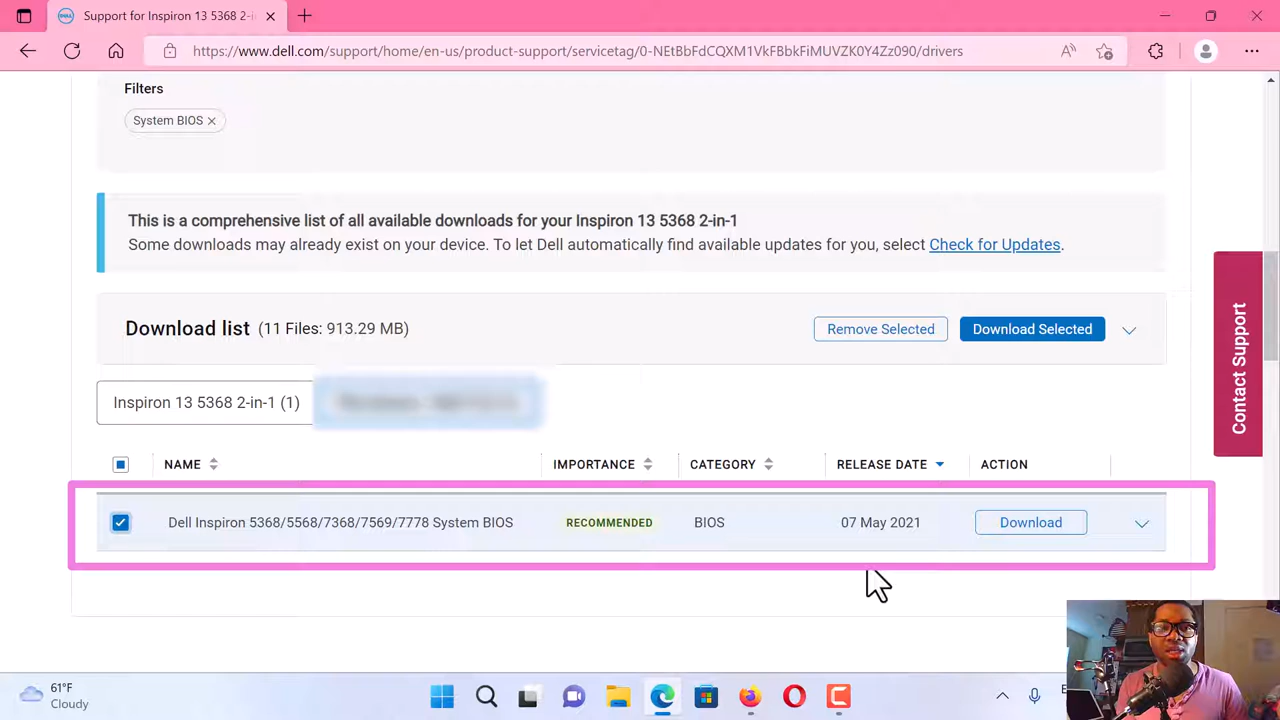 Support for Inspiron 13 5368 2-i
https://www.dell.com/support/home/en-us/product-support/servicetag/0-NEtBbFdCQXM1VkFBbkFiMUVZK0Y4Zz090/drivers
Filters
System BIOS
This is a comprehensive list of all available downloads for your Inspiron 13 5368 2-in-1
Some downloads may already exist on your device. To let Dell automatically find available updates for you, select Check for Updates.
Download list (11 Files: 913.29 MB)
Remove Selected
Download Selected
Contact Support
Inspiron 13 5368 2-in-1 (1)
NAME IMPORTANCE CATEGORY RELEASE DATE ACTION
Dell Inspiron 5368/5568/7368/7569/7778 System BIOS RECOMMENDED BIOS 07 May 2021 Download
61°F
Cloudy